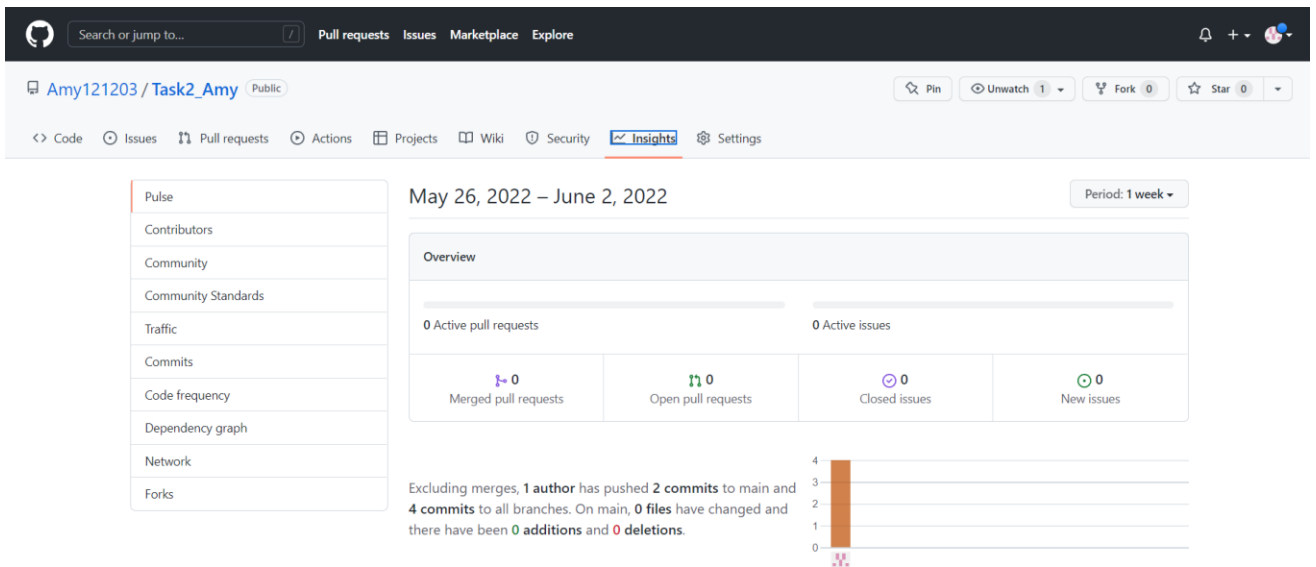 Search or jump to... / Pull requests Issues Marketplace Explore
Amy121203 / Task2_Amy Public Pin Unwatch 1 Fork 0 Star 0
Code Issues Pull requests Actions Projects Wiki Security Insights Settings
Pulse
Contributors
Community
Community Standards
Traffic
Commits
Code frequency
Dependency graph
Network
Forks
May 26, 2022 – June 2, 2022 Period: 1 week
Overview
0 Active pull requests 0 Active issues
0 0 0 0
Merged pull requests Open pull requests Closed issues New issues
Excluding merges, 1 author has pushed 2 commits to main and
4 commits to all branches. On main, 0 files have changed and
there have been 0 additions and 0 deletions.
4
3
2
1
0